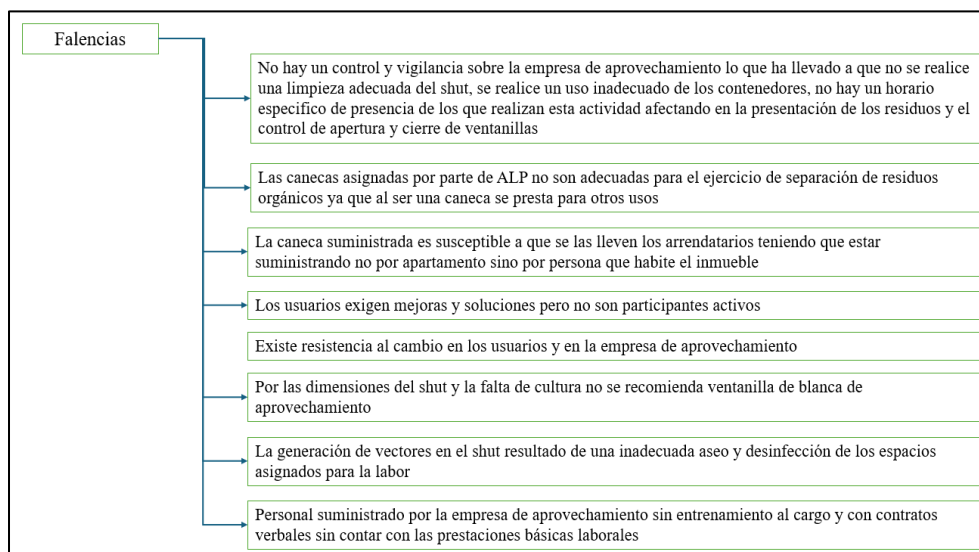 Falencias
No hay un control y vigilancia sobre la empresa de aprovechamiento lo que ha llevado a que no se realice
una limpieza adecuada del shut, se realice un uso inadecuado de los contenedores, no hay un horario
especifico de presencia de los que realizan esta actividad afectando en la presentación de los residuos y el
control de apertura y cierre de ventanillas
Las canecas asignadas por parte de ALP no son adecuadas para el ejercicio de separación de residuos
orgánicos ya que al ser una caneca se presta para otros usos
La caneca suministrada es susceptible a que se las lleven los arrendatarios teniendo que estar
suministrando no por apartamento sino por persona que habite el inmueble
Los usuarios exigen mejoras y soluciones pero no son participantes activos
Existe resistencia al cambio en los usuarios y en la empresa de aprovechamiento
Por las dimensiones del shut y la falta de cultura no se recomienda ventanilla de blanca de
aprovechamiento
La generación de vectores en el shut resultado de una inadecuada aseo y desinfección de los espacios
asignados para la labor
Personal suministrado por la empresa de aprovechamiento sin entrenamiento al cargo y con contratos
verbales sin contar con las prestaciones básicas laborales